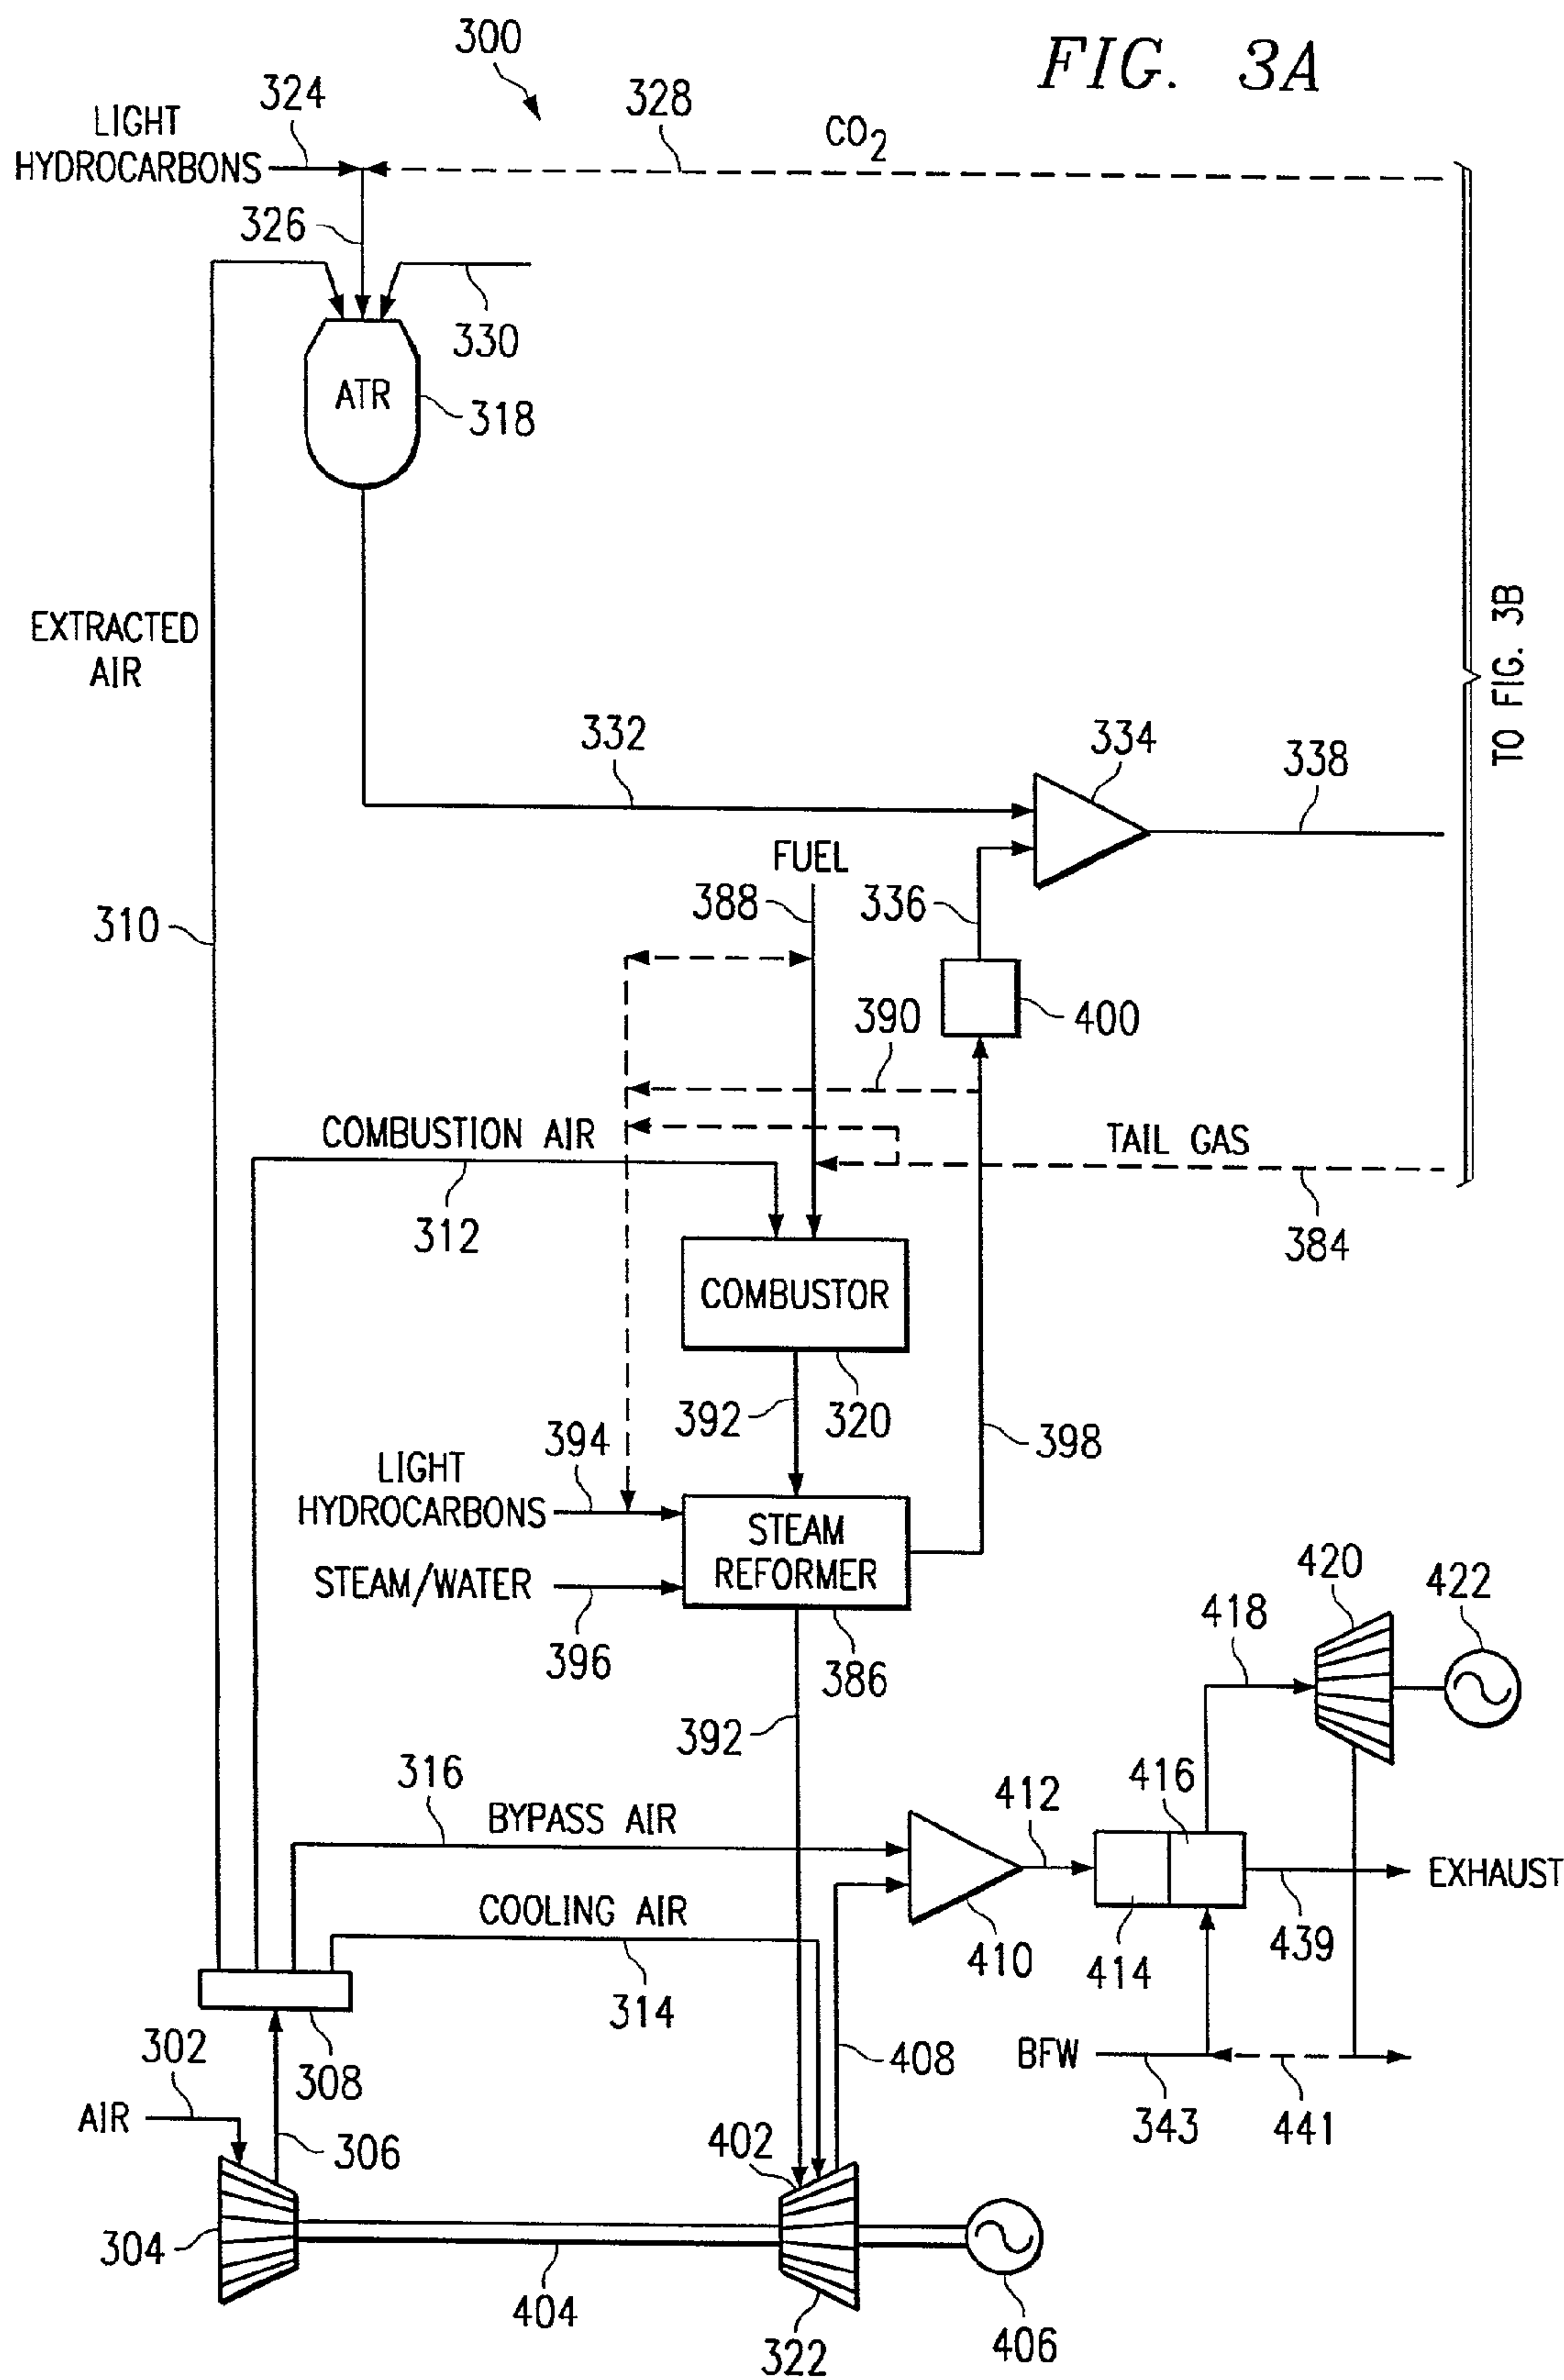 FIG. 3A
300
324
328
CO2
LIGHT
HYDROCARBONS
326
330
ATR
318
EXTRACTED
AIR
TO FIG. 3B
332
334
338
FUEL
388
336
310
390
400
COMBUSTION AIR
TAIL GAS
312
384
COMBUSTOR
392
320
394
398
LIGHT
HYDROCARBONS
STEAM
REFORMER
STEAM/WATER
396
386
420
422
418
392
316
412
416
BYPASS AIR
EXHAUST
COOLING AIR
410
414
439
314
302
308
408
BFW
AIR
306
402
343
441
304
404
322
406